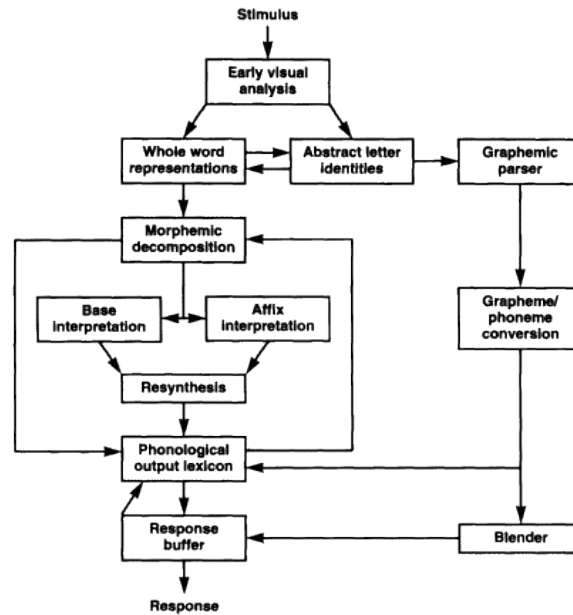 Stimulus
Early visual
analysis
Whole word
representations
Abstract letter
identities
Graphemic
parser
Morphemic
decomposition
Base
interpretation
Affix
interpretation
Grapheme/
phoneme
conversion
Resynthesis
Phonological
output lexicon
Response
buffer
Blender
Response